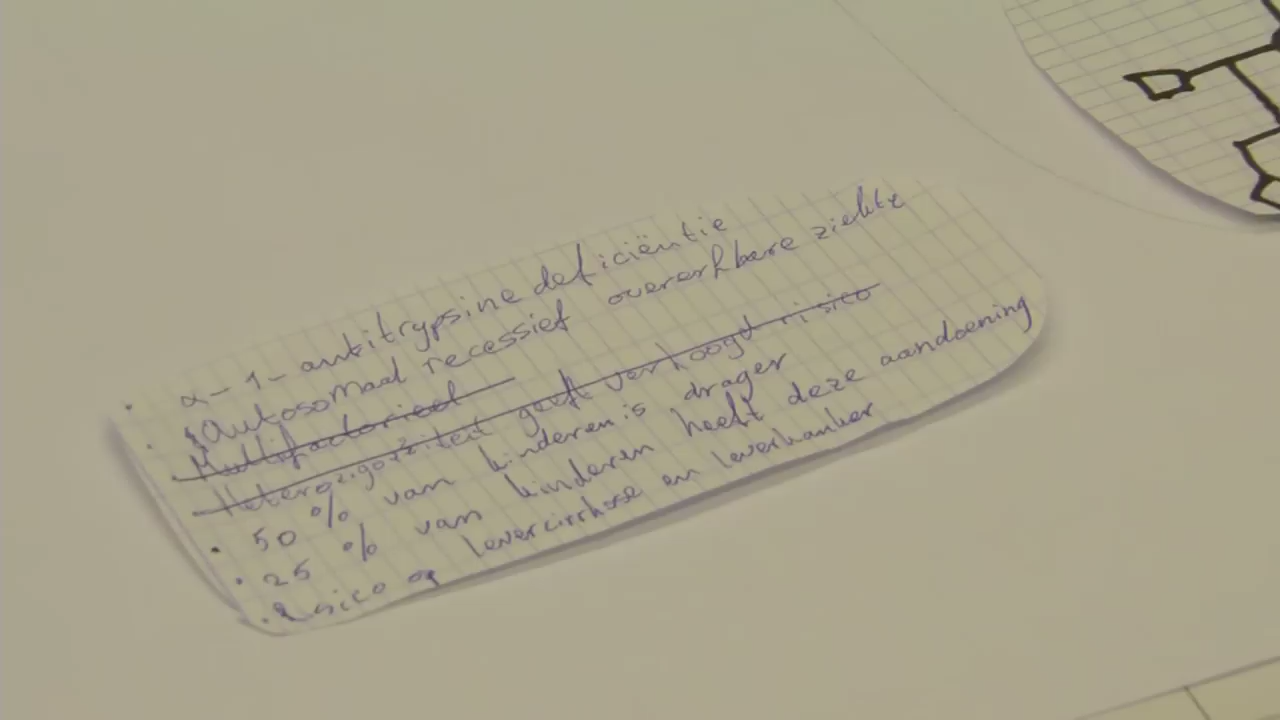 • α-1-antitrypsine deficiëntie
• Autosomaal recessief overerfbare ziekte
Multifactorieel
Heterozigoziteit geeft verhoogd risico
• 50 % van kinderen is drager
• 25 % van kinderen heeft deze aandoening
• Risico op levercirrhose en leverkanker